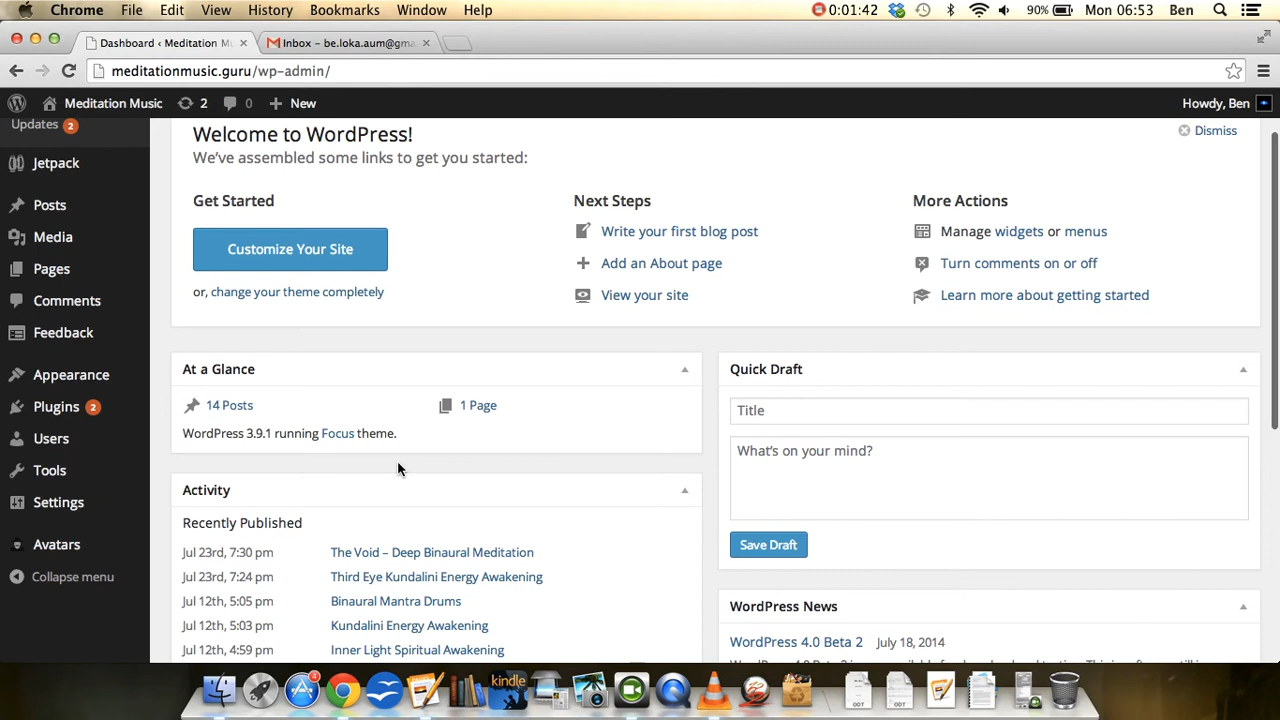 Chrome File Edit View History Bookmarks Window Help 0:01:42 90% Mon 06:53 Ben
Dashboard ‹ Meditation Mu Inbox – be.loka.aum@gma
meditationmusic.guru/wp-admin/
Meditation Music 2 0 New Howdy, Ben
Updates 2
Jetpack
Posts
Media
Pages
Comments
Feedback
Appearance
Plugins 2
Users
Tools
Settings
Avatars
Collapse menu
Welcome to WordPress!
Dismiss
We've assembled some links to get you started:
Get Started
Customize Your Site
or, change your theme completely
Next Steps
Write your first blog post
Add an About page
View your site
More Actions
Manage widgets or menus
Turn comments on or off
Learn more about getting started
At a Glance
14 Posts 1 Page
WordPress 3.9.1 running Focus theme.
Activity
Recently Published
Jul 23rd, 7:30 pm The Void – Deep Binaural Meditation
Jul 23rd, 7:24 pm Third Eye Kundalini Energy Awakening
Jul 12th, 5:05 pm Binaural Mantra Drums
Jul 12th, 5:03 pm Kundalini Energy Awakening
Jul 12th, 4:59 pm Inner Light Spiritual Awakening
Quick Draft
Title
What's on your mind?
Save Draft
WordPress News
WordPress 4.0 Beta 2 July 18, 2014
4
kindle
ODT ODT